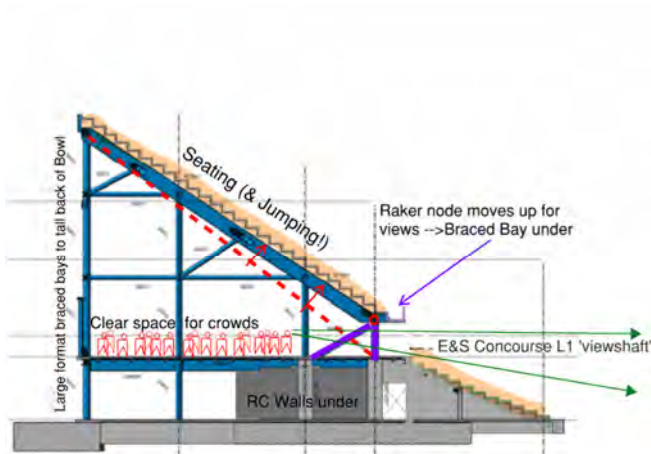 Large format braced bays to tall back of Bowl
Seating (& Jumping!)
Raker node moves up for
views -->Braced Bay under
Clear space for crowds
E&S Concourse L1 'viewshaft'
RC Walls under